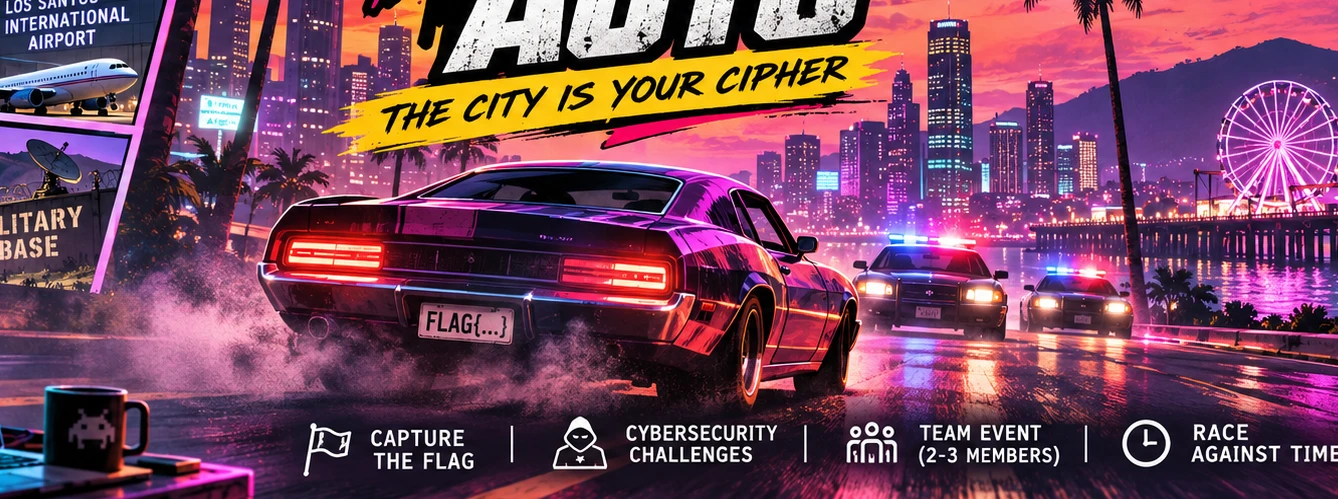 LOS SANTOS
INTERNATIONAL
AIRPORT
LITARY
BASE
AUTO
THE CITY IS YOUR CIPHER
FLAG{...}
CAPTURE
THE FLAG
CYBERSECURITY
CHALLENGES
TEAM EVENT
(2-3 MEMBERS)
RACE
AGAINST TIME